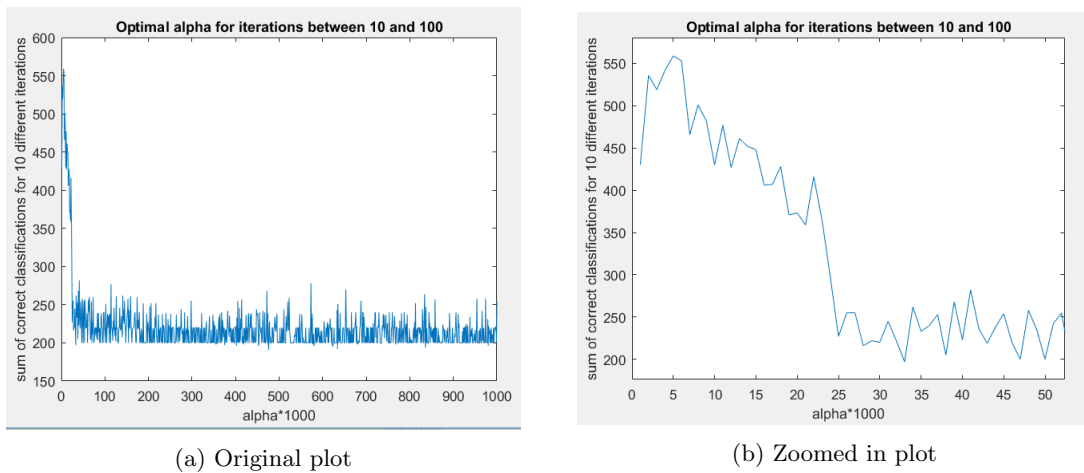 Optimal alpha for iterations between 10 and 100
sum of correct classifications for 10 different iterations
600
550
500
450
400
350
300
250
200
150
0 100 200 300 400 500 600 700 800 900 1000
alpha*1000
(a) Original plot
Optimal alpha for iterations between 10 and 100
sum of correct classifications for 10 different iterations
550
500
450
400
350
300
250
200
0 5 10 15 20 25 30 35 40 45 50
alpha*1000
(b) Zoomed in plot